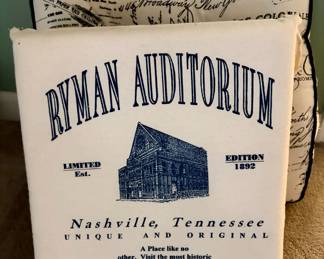 RYMAN AUDITORIUM
LIMITED
Est.
EDITION
1892
Nashville, Tennessee
UNIQUE AND ORIGINAL
A Place like no
other. Visit the most historic